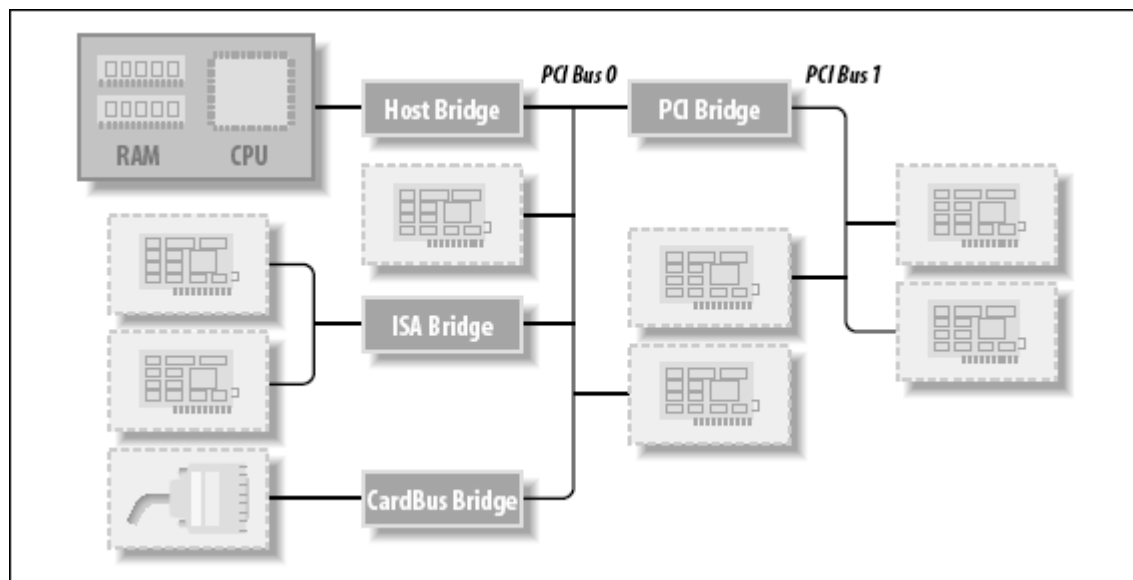 PCI Bus 0
PCI Bus 1
Host Bridge
PCI Bridge
RAM
CPU
ISA Bridge
CardBus Bridge